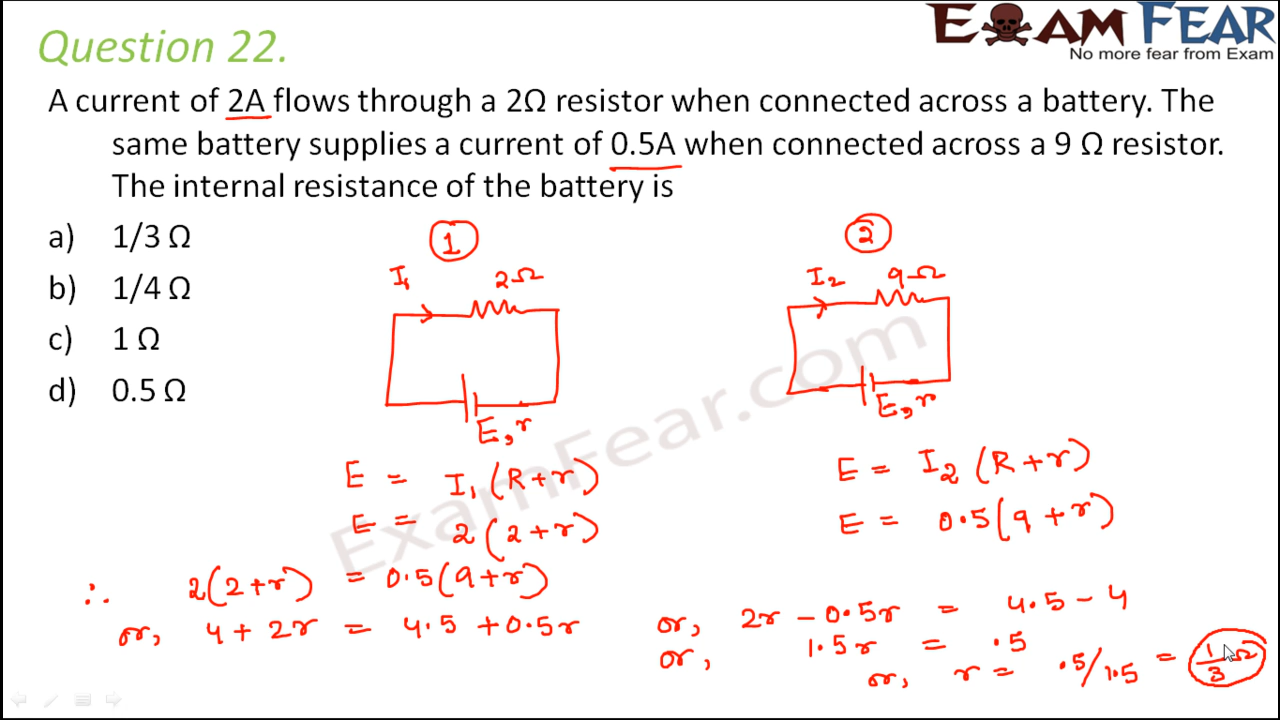 EXAM FEAR
No more fear from Exam
Question 22.
A current of 2A flows through a 2Ω resistor when connected across a battery. The
same battery supplies a current of 0.5A when connected across a 9 Ω resistor.
The internal resistance of the battery is
a) 1/3 Ω
b) 1/4 Ω
c) 1 Ω
d) 0.5 Ω
1
I₁ 2Ω
E, r
2
I₂ 9Ω
E, r
E = I₁ (R+r)
E = 2(2+r)
E = I₂ (R+r)
E = 0.5(9+r)
∴ 2(2+r) = 0.5(9+r)
or, 4 + 2r = 4.5 + 0.5r
or, 2r - 0.5r = 4.5 - 4
or, 1.5r = .5
or, r = .5/1.5 = 1/3 Ω
ExamFear.com